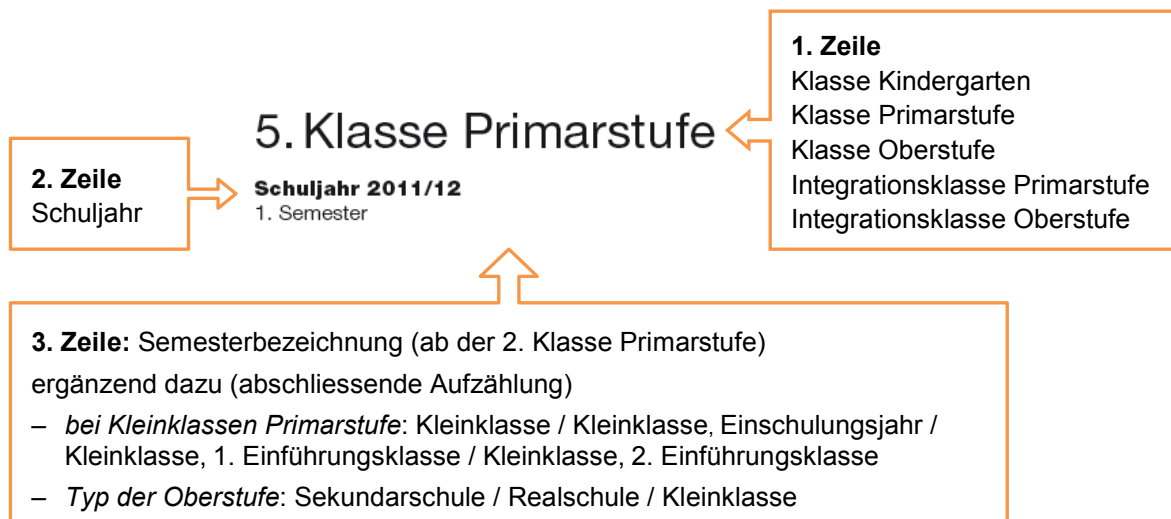 1. Zeile
Klasse Kindergarten
Klasse Primarstufe
Klasse Oberstufe
Integrationsklasse Primarstufe
Integrationsklasse Oberstufe
5. Klasse Primarstufe
2. Zeile
Schuljahr
Schuljahr 2011/12
1. Semester
3. Zeile: Semesterbezeichnung (ab der 2. Klasse Primarstufe)
ergänzend dazu (abschliessende Aufzählung)
– bei Kleinklassen Primarstufe: Kleinklasse / Kleinklasse, Einschulungsjahr /
Kleinklasse, 1. Einführungsklasse / Kleinklasse, 2. Einführungsklasse
– Typ der Oberstufe: Sekundarschule / Realschule / Kleinklasse